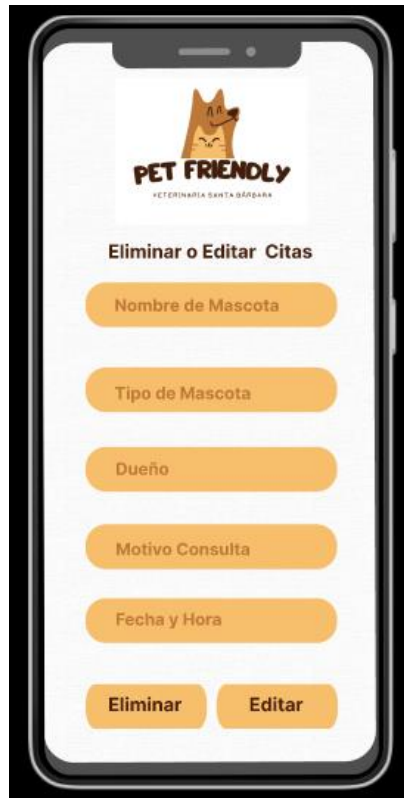 PET FRIENDLY
VETERINARIA SANTA BÁRBARA
Eliminar o Editar Citas
Nombre de Mascota
Tipo de Mascota
Dueño
Motivo Consulta
Fecha y Hora
Eliminar Editar